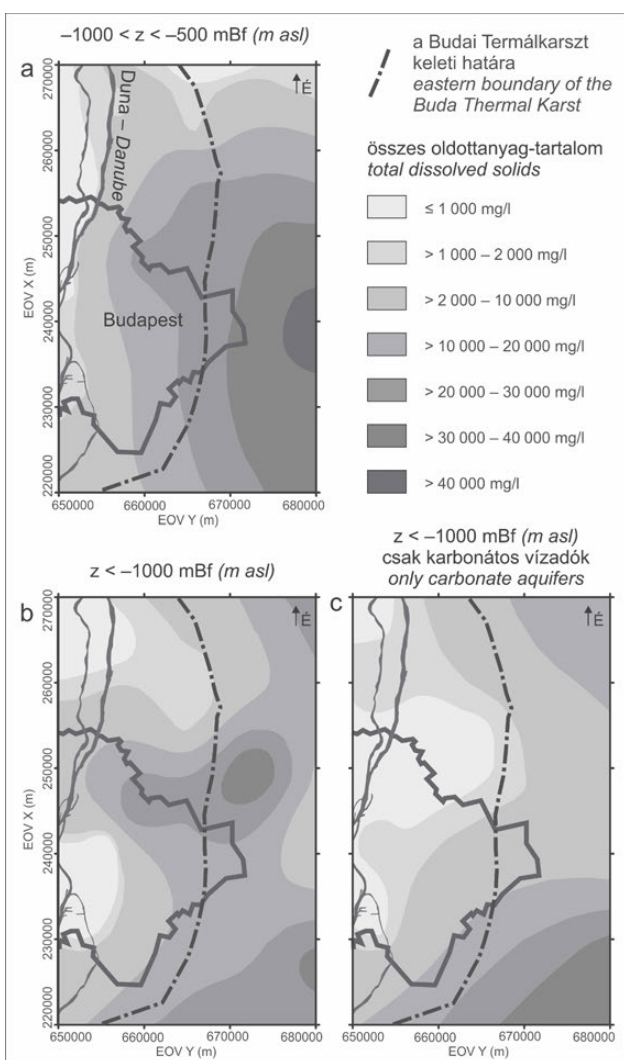 −1000 < z < -500 mBf (m asl)
a
Duna – Danube
É
Budapest
270000
260000
250000
240000
230000
220000
EOV X (m)
650000
660000
670000
680000
EOV Y (m)
a Budai Termálkarszt
keleti határa
eastern boundary of the
Buda Thermal Karst
összes oldottanyag-tartalom
total dissolved solids
≤ 1 000 mg/l
> 1 000 – 2 000 mg/l
> 2 000 – 10 000 mg/l
> 10 000 – 20 000 mg/l
> 20 000 – 30 000 mg/l
> 30 000 – 40 000 mg/l
> 40 000 mg/l
z < −1000 mBf (m asl)
b
É
270000
260000
250000
240000
230000
220000
EOV X (m)
650000
660000
670000
680000
EOV Y (m)
z < −1000 mBf (m asl)
csak karbonátos vízadók
only carbonate aquifers
c
É
650000
660000
670000
680000
EOV Y (m)